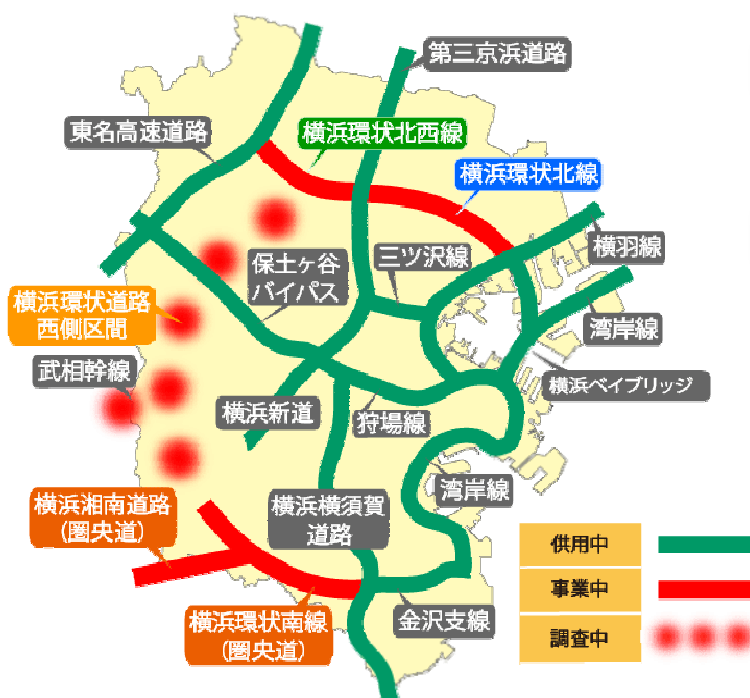 第三京浜道路
東名高速道路
横浜環状北西線
横浜環状北線
横羽線
保土ヶ谷
バイパス
三ツ沢線
横浜環状道路
西側区間
湾岸線
武相幹線
横浜ベイブリッジ
横浜新道
狩場線
湾岸線
横浜湘南道路
(圏央道)
横浜横須賀
道路
供用中
事業中
横浜環状南線
(圏央道)
金沢支線
調査中